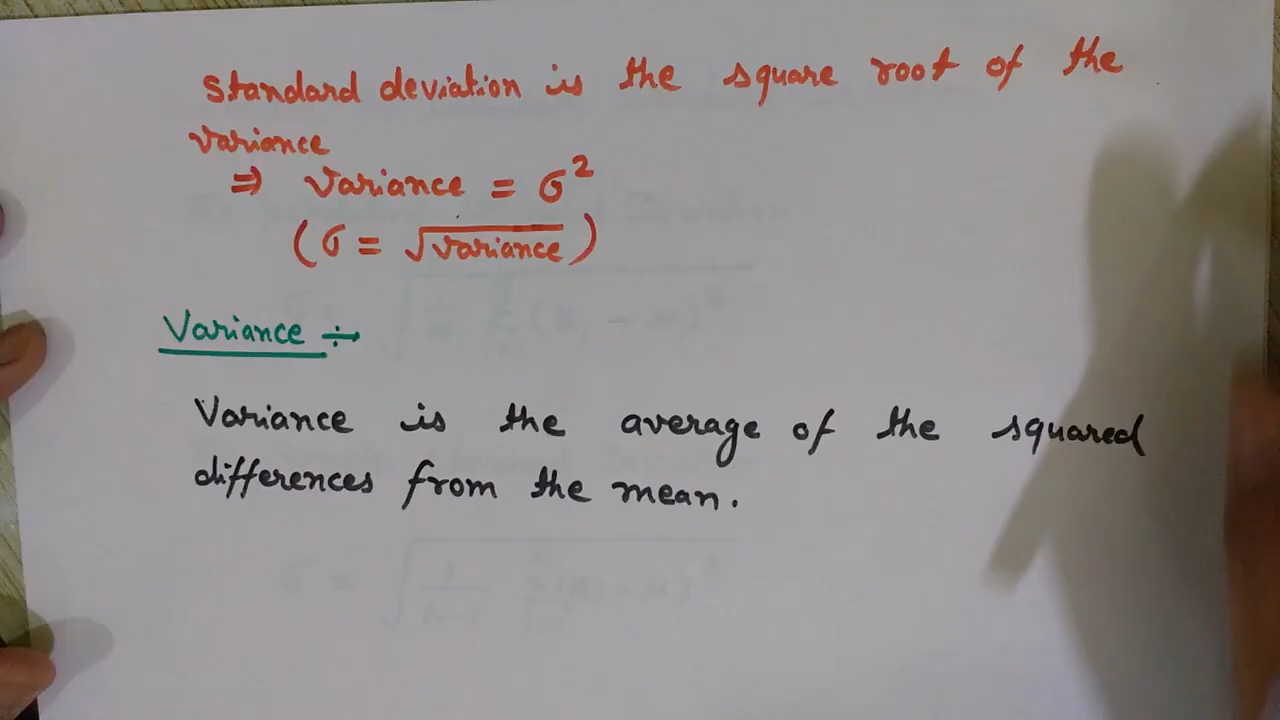 Standard deviation is the square root of the
variance
⇒ variance = σ²
(σ = √variance)
Variance ÷
Variance is the average of the squared
differences from the mean.